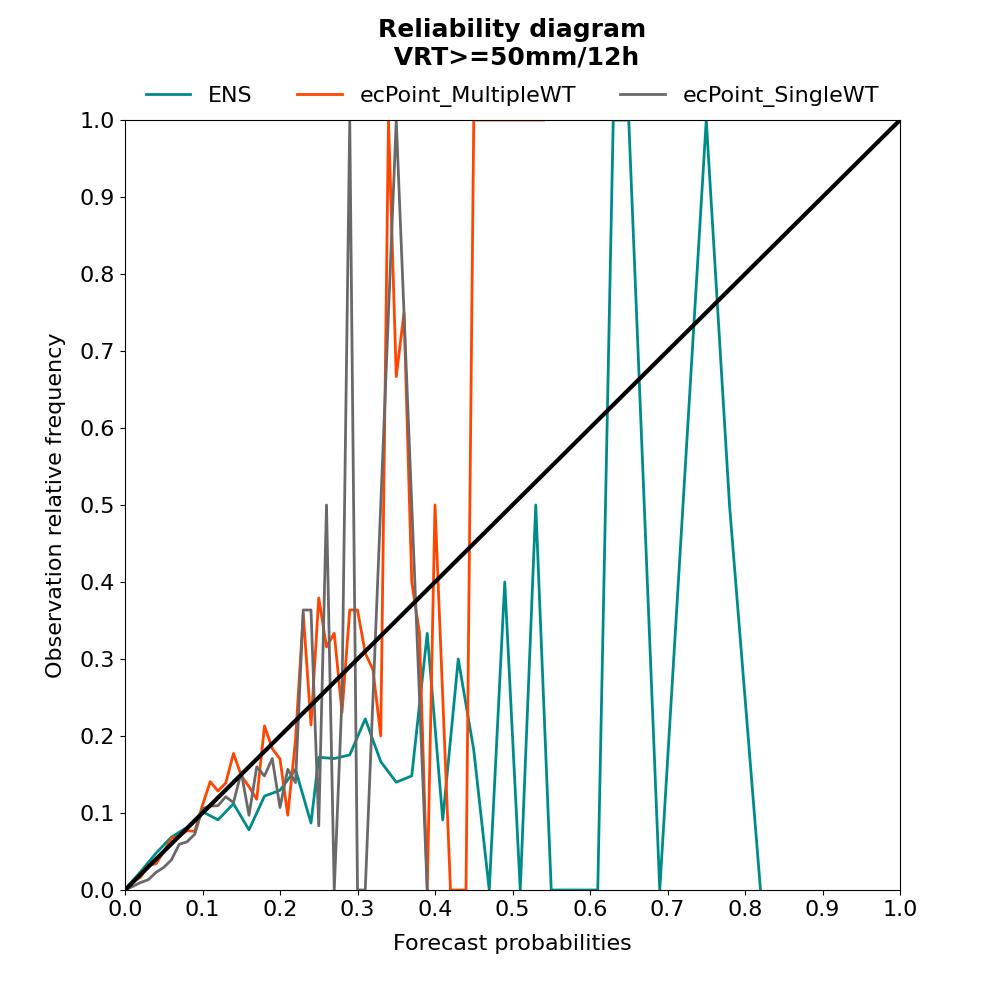 Reliability diagram
VRT>=50mm/12h
ENS ecPoint_MultipleWT ecPoint_SingleWT
1.0
0.9
0.8
0.7
0.6
0.5
0.4
0.3
0.2
0.1
0.0
Observation relative frequency
0.0 0.1 0.2 0.3 0.4 0.5 0.6 0.7 0.8 0.9 1.0
Forecast probabilities